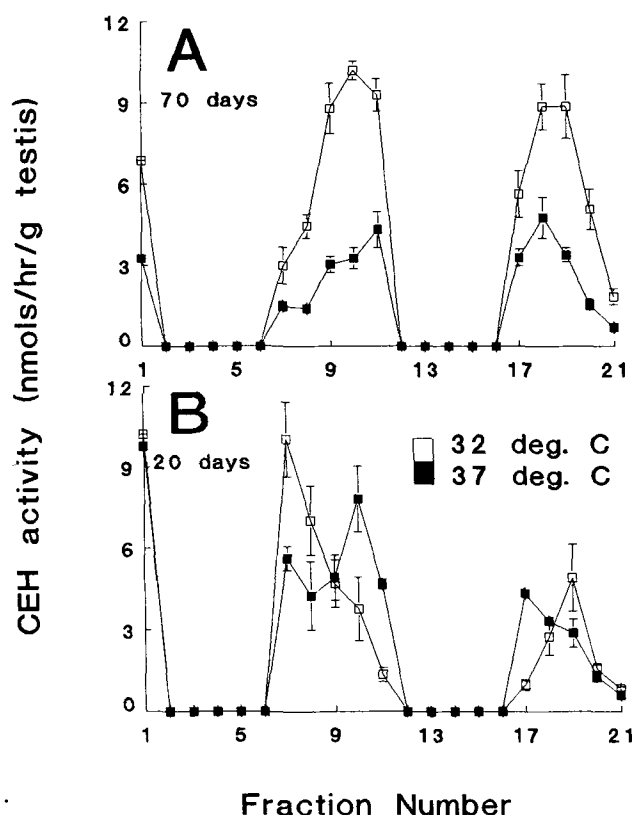 CEH activity (nmols/hr/g testis)
12
9
6
3
0
A
70 days
1
5
9
13
17
21
12
9
6
3
0
B
20 days
32 deg. C
37 deg. C
1
5
9
13
17
21
Fraction Number